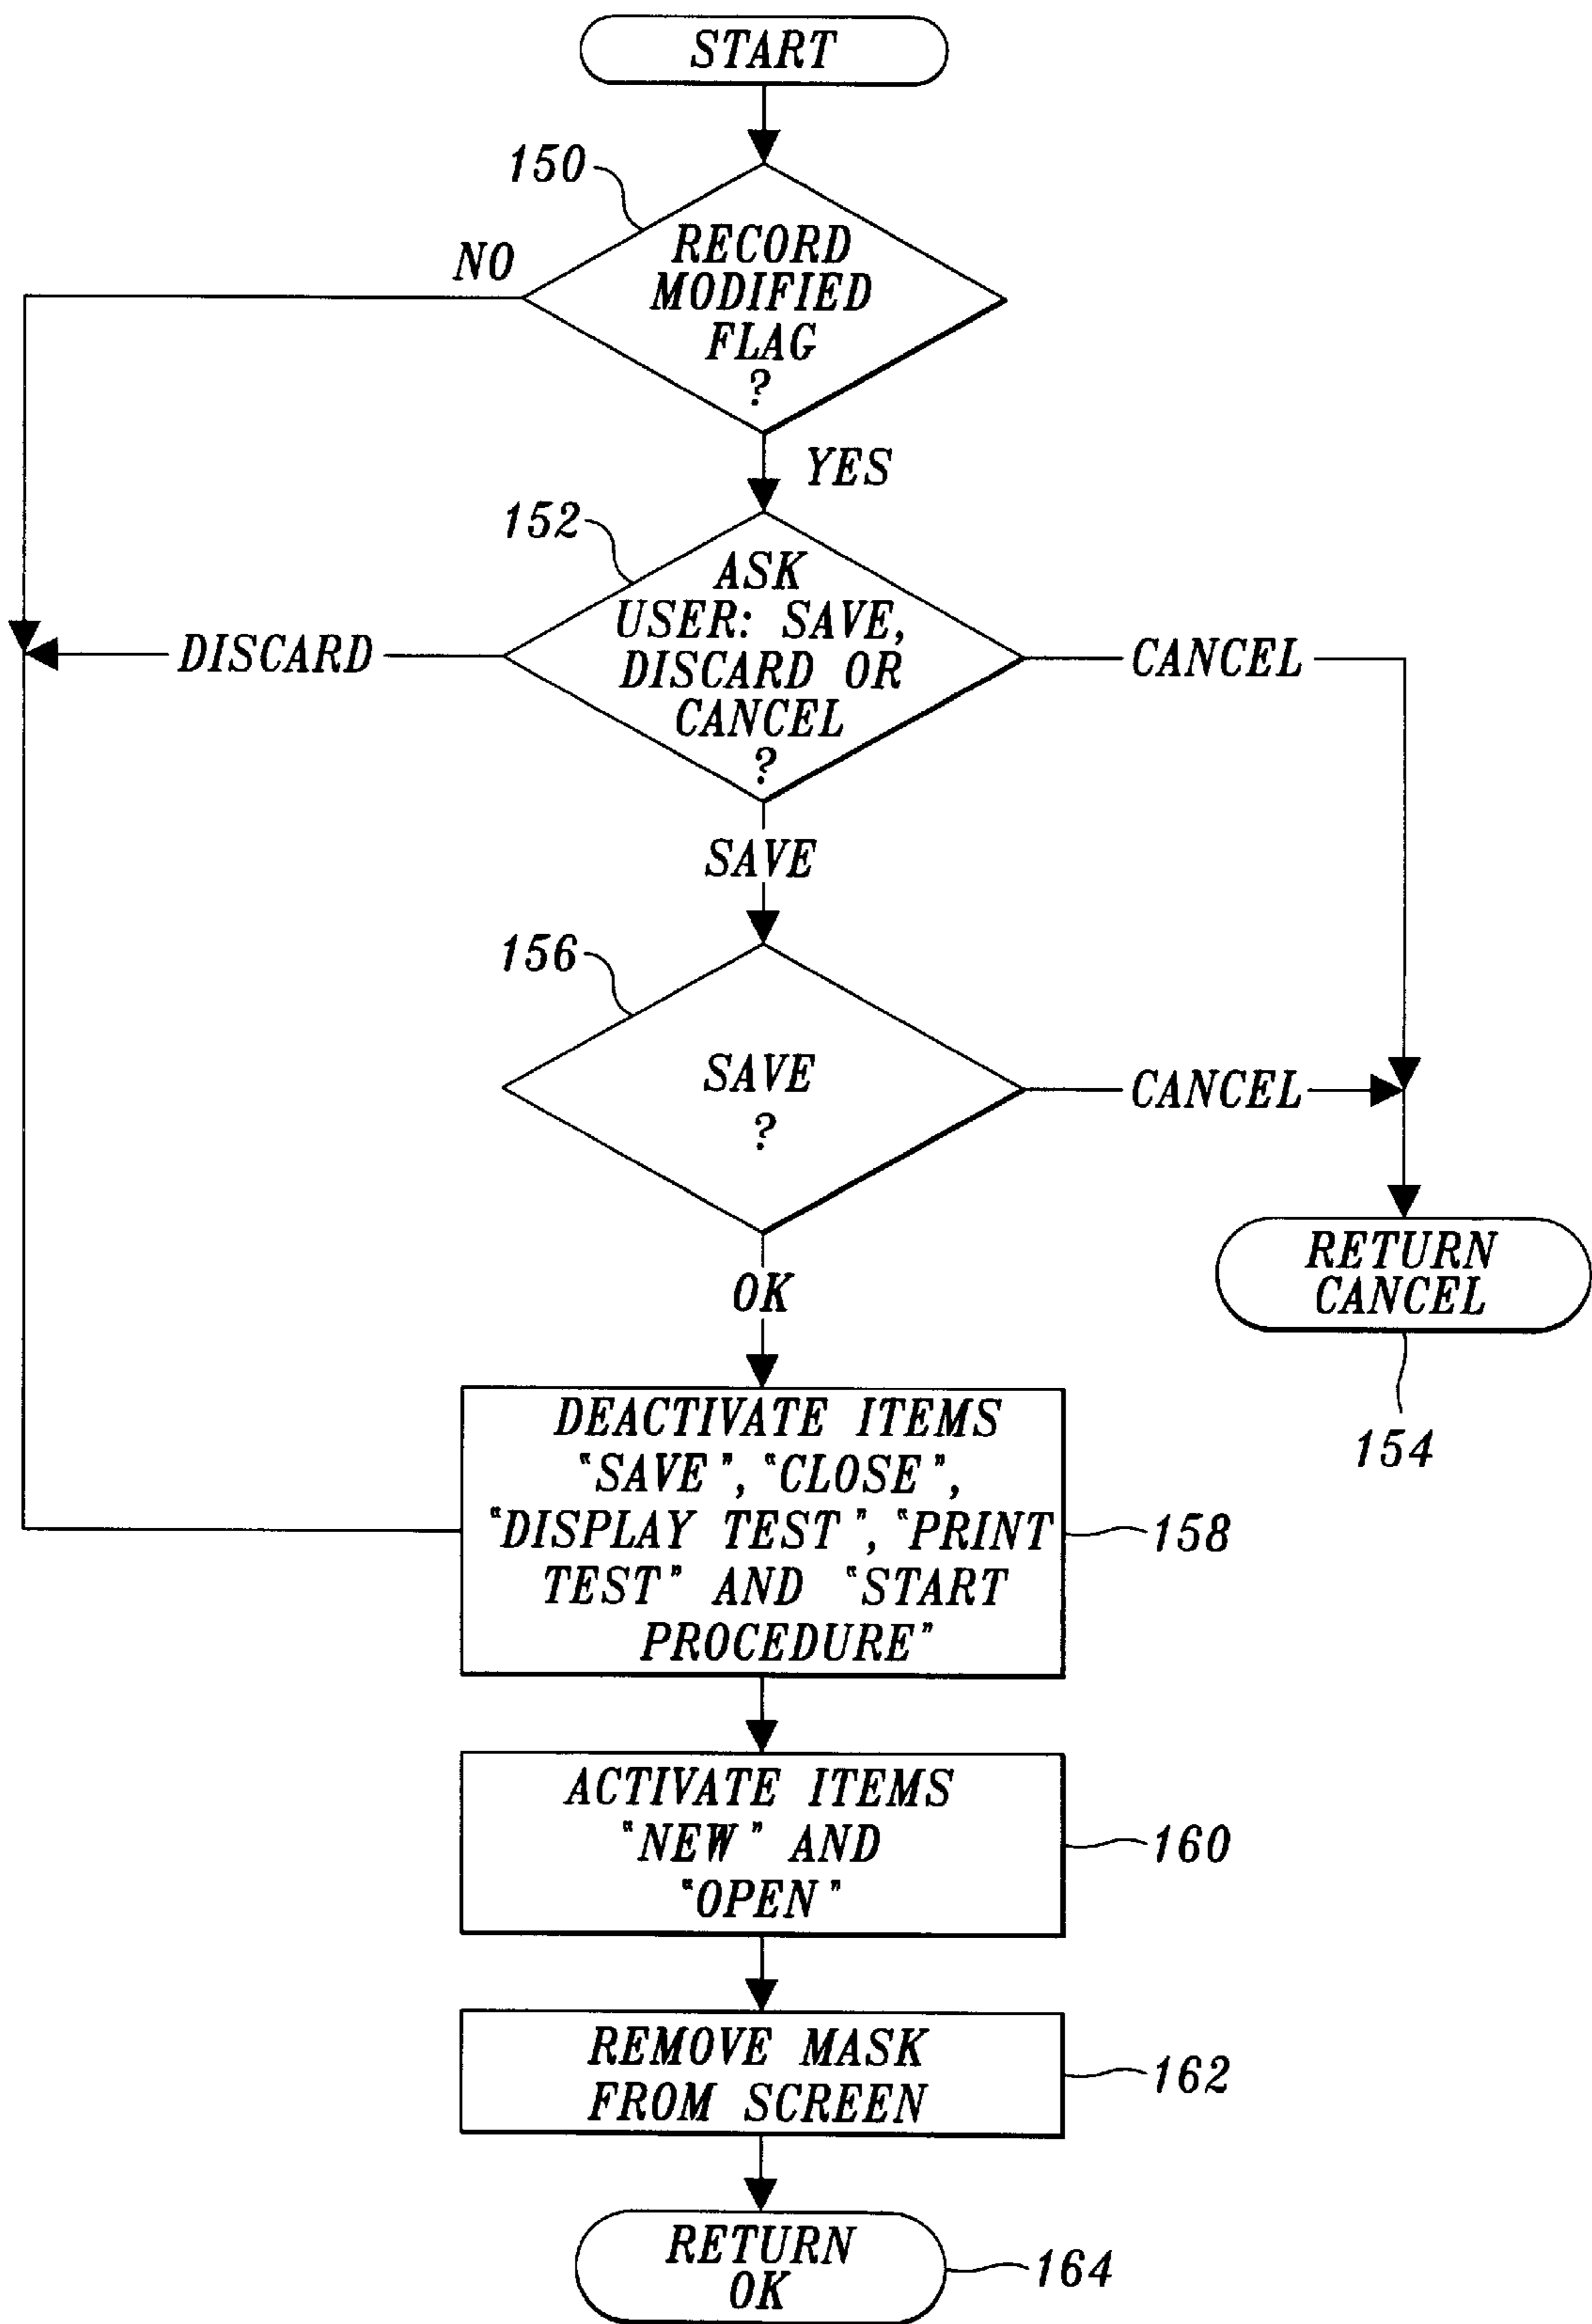 START
150
NO
RECORD
MODIFIED
FLAG
?
YES
152
ASK
USER: SAVE,
DISCARD OR
CANCEL
?
DISCARD
CANCEL
SAVE
156
SAVE
?
CANCEL
OK
RETURN
CANCEL
154
DEACTIVATE ITEMS
"SAVE", "CLOSE",
"DISPLAY TEST", "PRINT
TEST" AND "START
PROCEDURE"
158
ACTIVATE ITEMS
"NEW" AND
"OPEN"
160
REMOVE MASK
FROM SCREEN
162
RETURN
OK
164